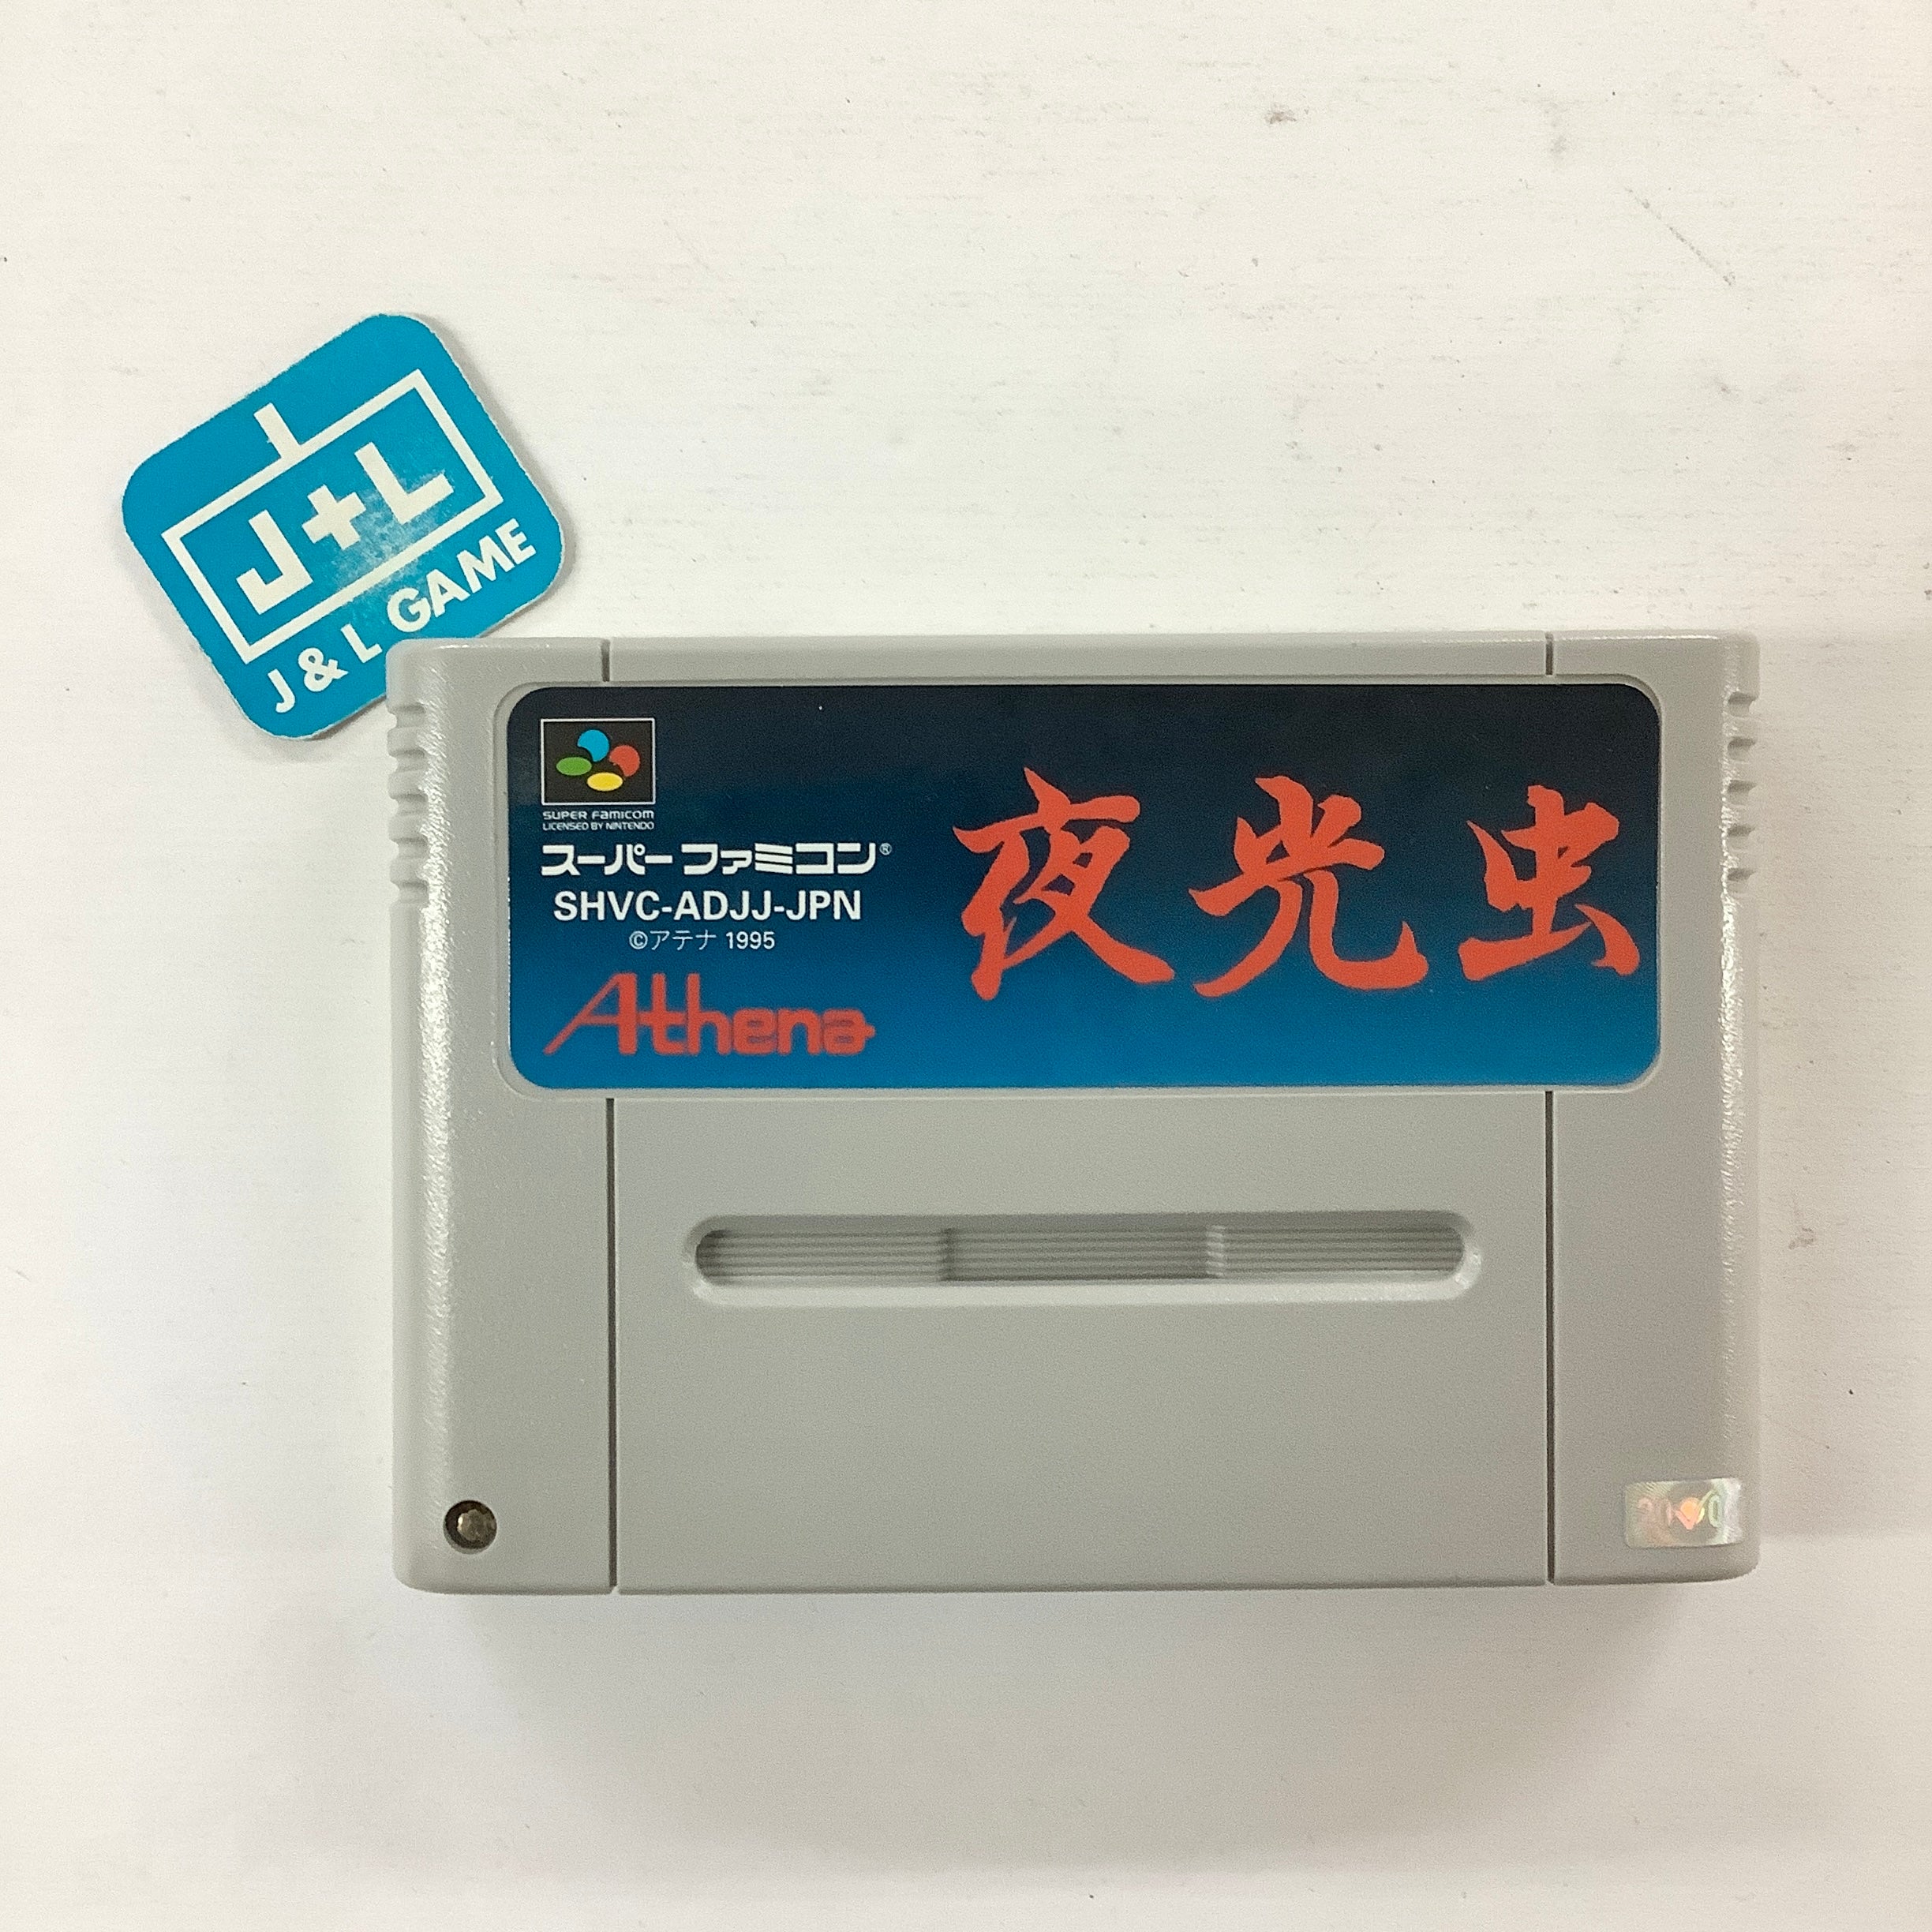 J+L
J & L GAME
SUPER FAMICOM
LICENSED BY NINTENDO
スーパーファミコン®
SHVC-ADJJ-JPN
©アテナ 1995
Athena
夜光虫